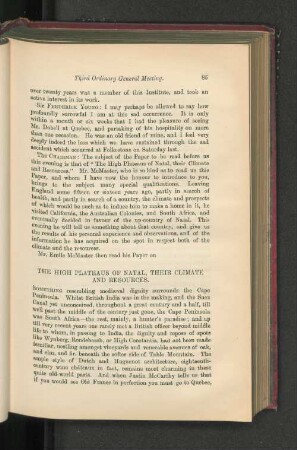 Third Ordinary General Meeting. 85
over twenty years was a member of this Institute, and took an
active interest in its work.
Sir Frederick Young: I may perhaps be allowed to say how
profoundly sorrowful I am at this sad occurrence. It is only
within a month or six weeks that I had the pleasure of seeing
Mr. Dobell at Quebec, and partaking of his hospitality on more
than one occasion. He was an old friend of mine, and I feel very
deeply indeed the loss which we have sustained through the sad
accident which occurred at Folkestone on Saturday last.
The Chairman: The subject of the Paper to be read before us
this evening is that of "The High Plateaus of Natal, their Climate
and Resources." Mr. McMaster, who is so kind as to read us this
Paper, and whom I have now the honour to introduce to you,
brings to the subject many special qualifications. Leaving
England some fifteen or sixteen years ago, partly in search of
health, and partly in search of a country, the climate and prospects
of which would be such as to induce him to make a home in it, he
visited California, the Australian Colonies, and South Africa, and
eventually decided in favour of the up-country of Natal. This
evening he will tell us something about that country, and give us
the results of his personal experience and observations, and of the
information he has acquired on the spot in respect both of the
climate and the resources.
Mr. Emile McMaster then read his Paper on
THE HIGH PLATEAUS OF NATAL, THEIR CLIMATE
AND RESOURCES.
Something resembling medieval dignity surrounds the Cape
Peninsula. Whilst British India was in the making, and the Suez
Canal yet unconstructed, throughout a great century and a half, till
well past the middle of the century just gone, the Cape Peninsula
was South Africa—the rest, mainly, a hunter's paradise: and up
till very recent years one rarely met a British officer beyond middle
life to whom, in passing to India, the dignity and repose of spots
like Wynberg, Rondebosch, or High Constantia, had not been made
familiar, nestling amongst vineyards and venerable avenues of oak,
and elm, and fir, beneath the other side of Table Mountain. The
ample style of Dutch and Huguenot architecture, eighteenth-
century were châteaux in fact, remains most charming to these
quite old-world parts. And when Justin McCarthy tells us that
if you would see Old France in perfection you must go to Quebec,